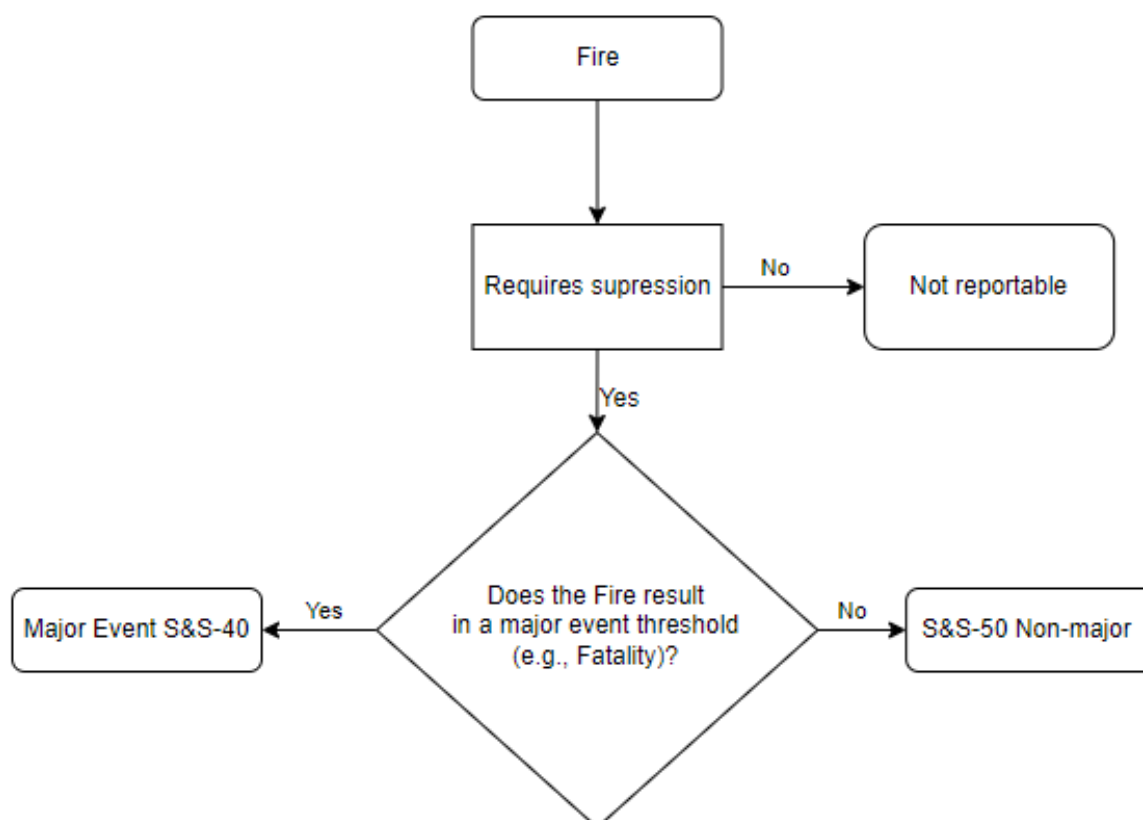 Fire
Requires supression
No
Not reportable
Yes
Does the Fire result
in a major event threshold
(e.g., Fatality)?
Yes
Major Event S&S-40
No
S&S-50 Non-major